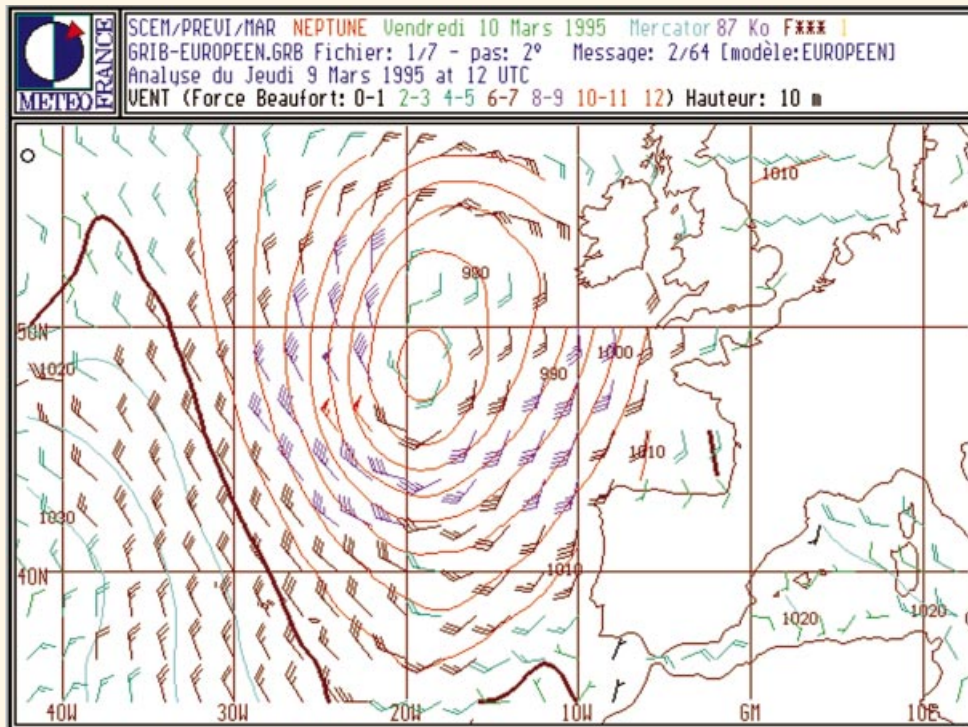 SCEM/PREVI/MAR NEPTUNE Vendredi 10 Mars 1995 Mercator 87 Ko F*** 1
GRIB-EUROPEEN.GRB Fichier: 1/7 - pas: 2° Message: 2/64 [modèle:EUROPEEN]
Analyse du Jeudi 9 Mars 1995 at 12 UTC
VENT (Force Beaufort: 0-1 2-3 4-5 6-7 8-9 10-11 12) Hauteur: 10 m
METEO
FRANCE
1010
990
50N
1000
1020
990
1010
1030
40N
1010
1020
1020
40W 30W 20W 10W GM 10E